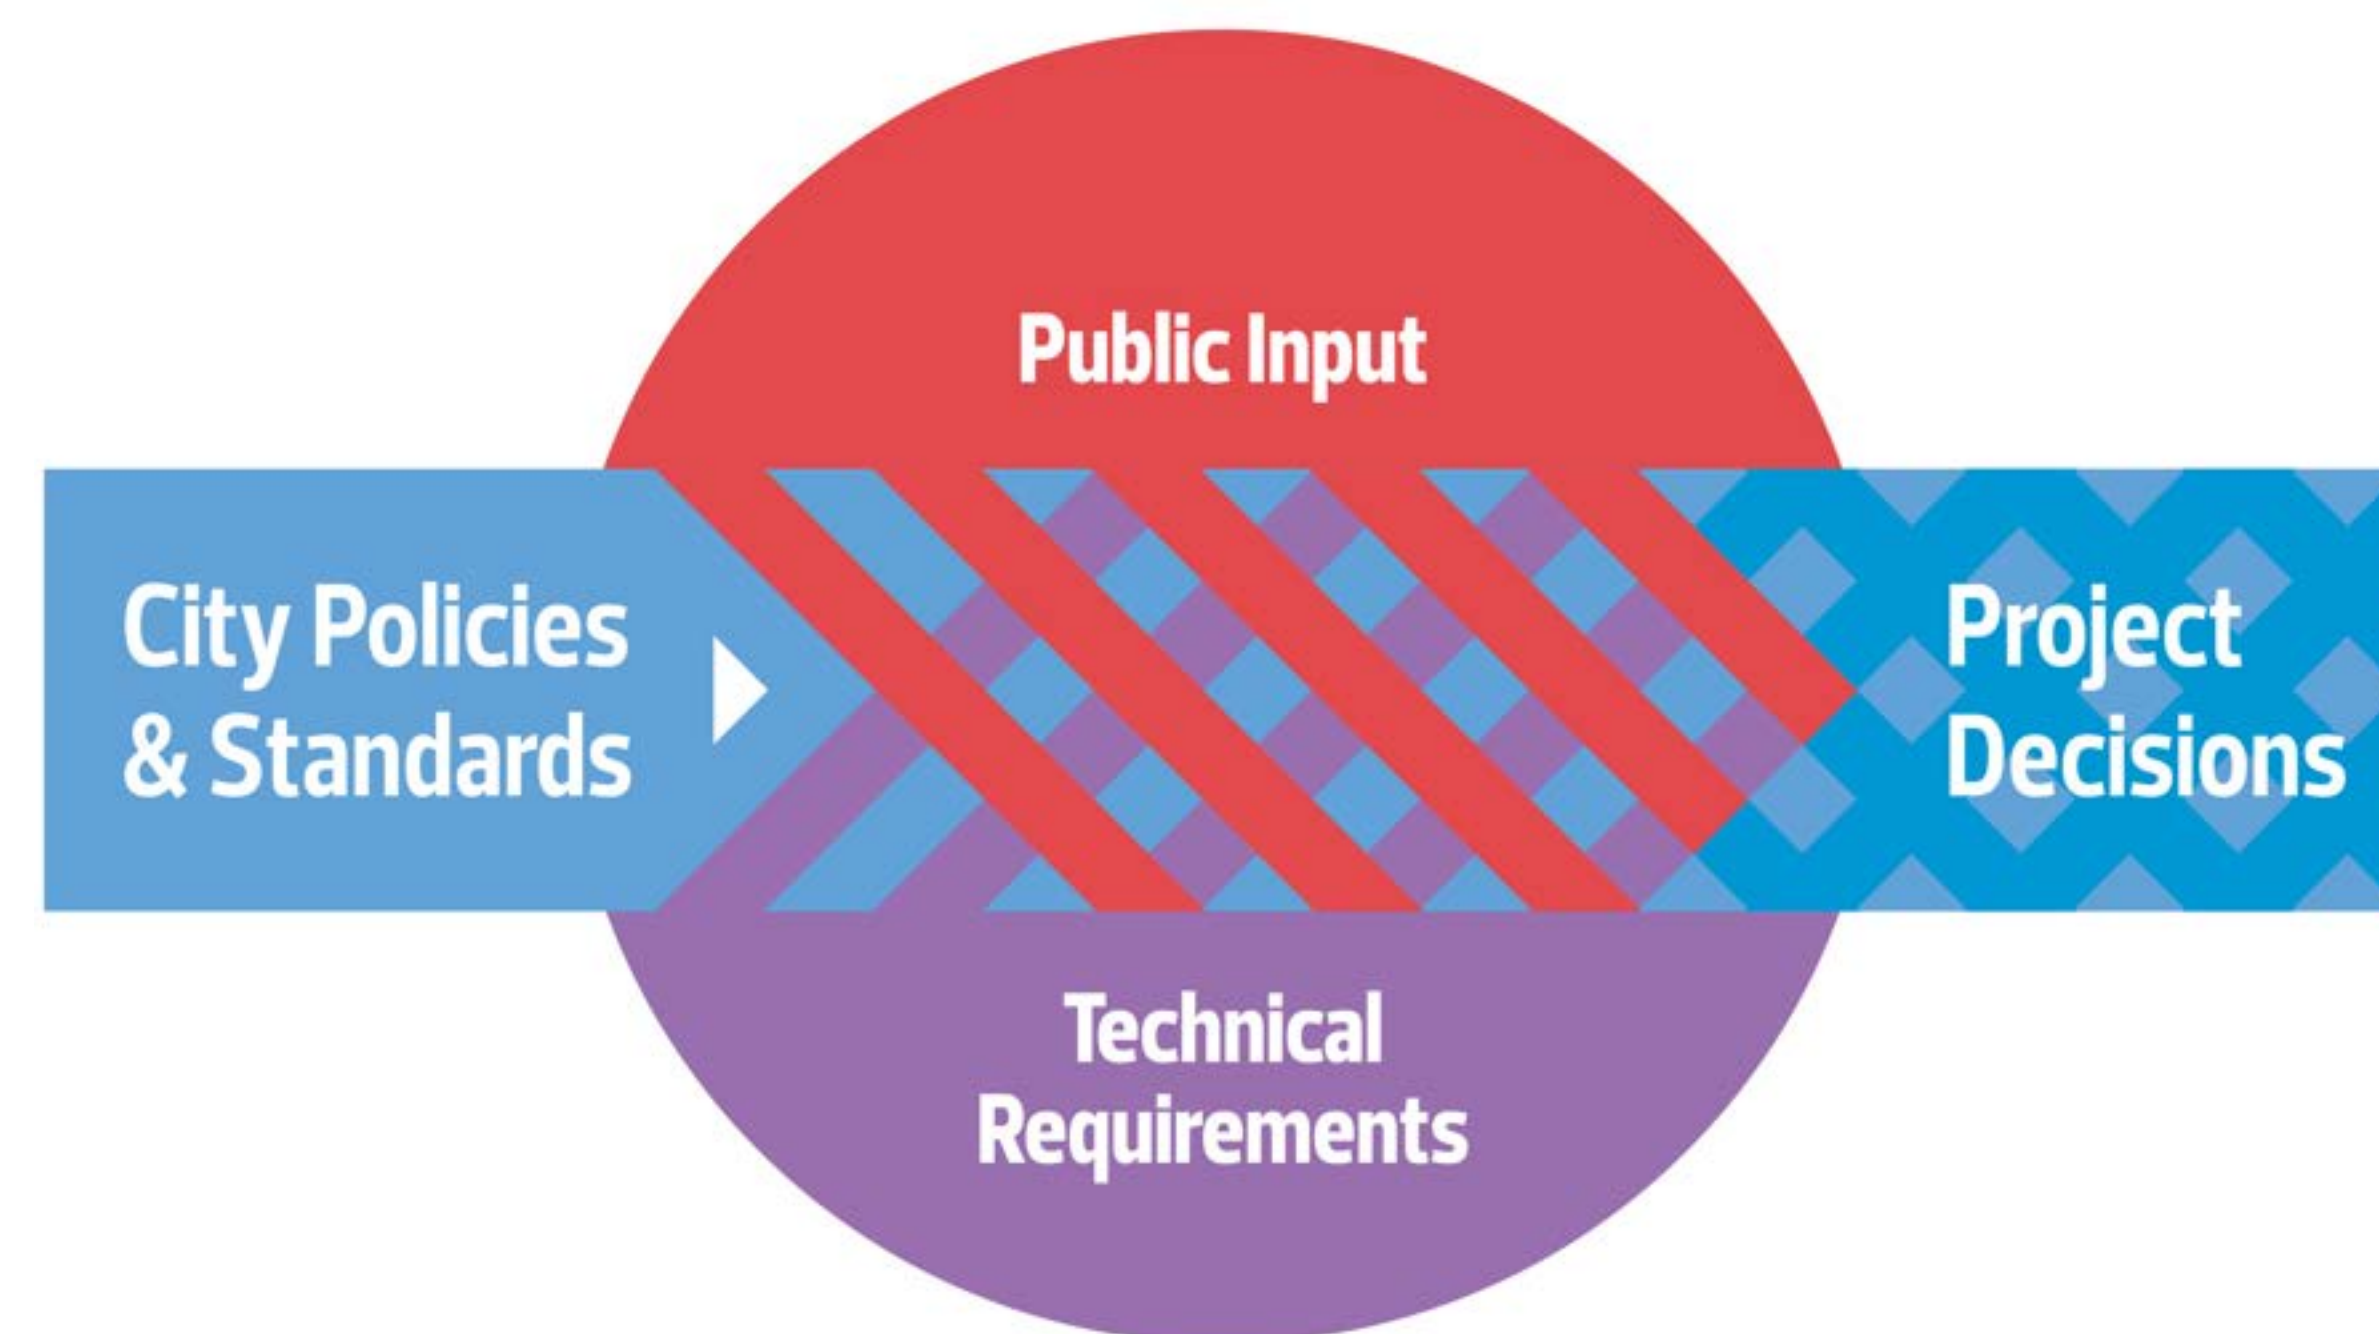 Public Input
City Policies
& Standards
Project
Decisions
Technical
Requirements